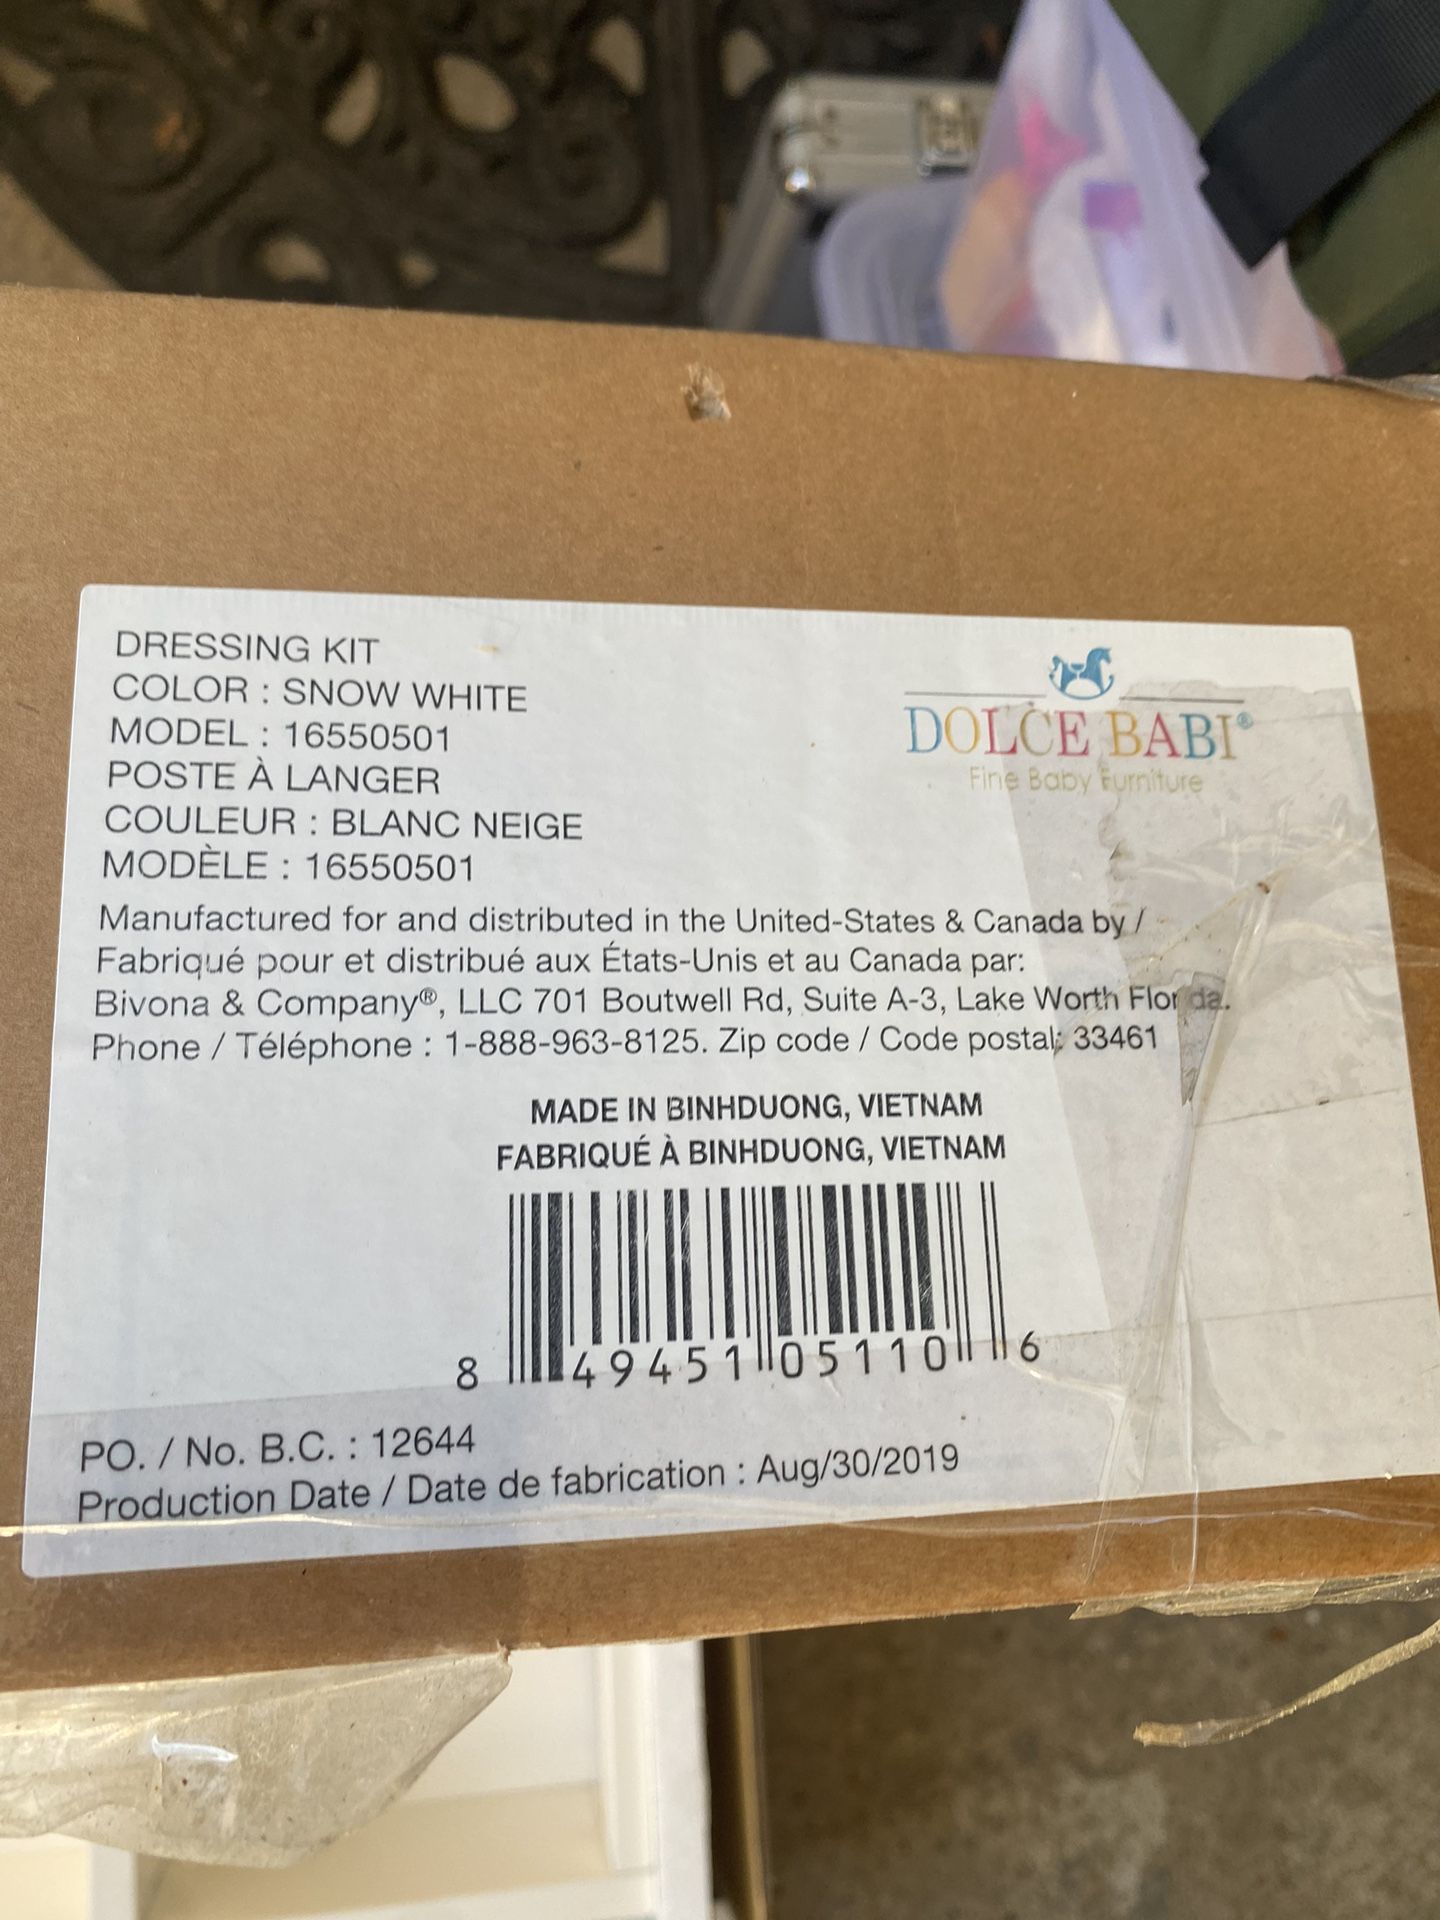 DRESSING KIT
COLOR : SNOW WHITE
MODEL : 16550501
POSTE À LANGER
COULEUR : BLANC NEIGE
MODÈLE : 16550501
DOLCE BABI®
Fine Baby Furniture
Manufactured for and distributed in the United-States & Canada by /
Fabriqué pour et distribué aux États-Unis et au Canada par:
Bivona & Company®, LLC 701 Boutwell Rd, Suite A-3, Lake Worth Florida.
Phone / Téléphone : 1-888-963-8125. Zip code / Code postal: 33461
MADE IN BINHDUONG, VIETNAM
FABRIQUÉ À BINHDUONG, VIETNAM
8 49451 05110 6
PO. / No. B.C. : 12644
Production Date / Date de fabrication : Aug/30/2019